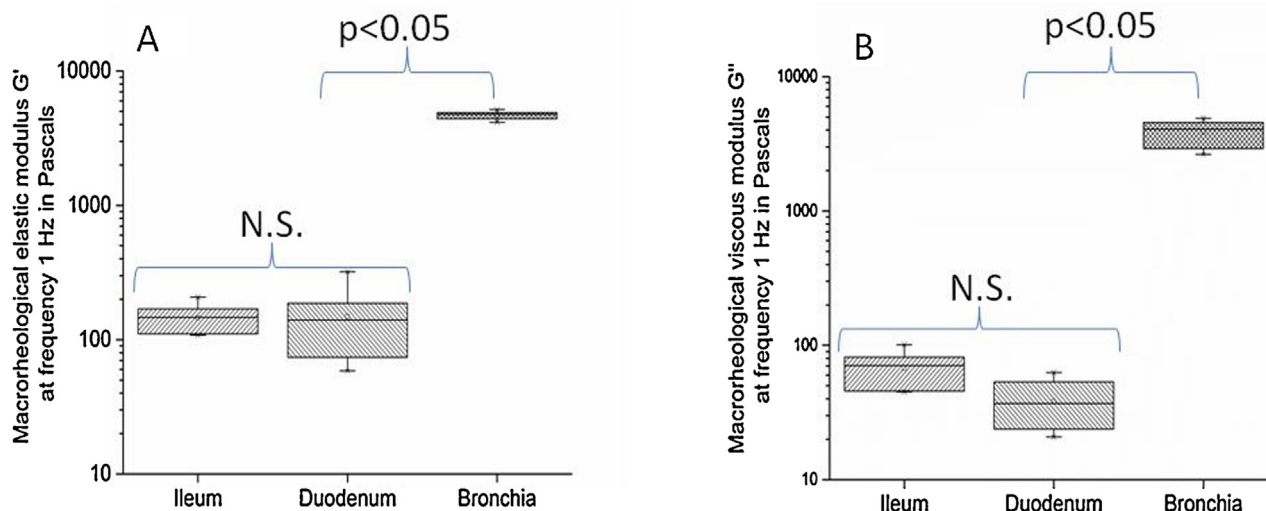 A
p<0.05
Macrorheological elastic modulus G'
at frequency 1 Hz in Pascals
10000
1000
100
10
N.S.
Ileum
Duodenum
Bronchia
B
p<0.05
Macrorheological viscous modulus G"
at frequency 1 Hz in Pascals
10000
1000
100
10
N.S.
Ileum
Duodenum
Bronchia